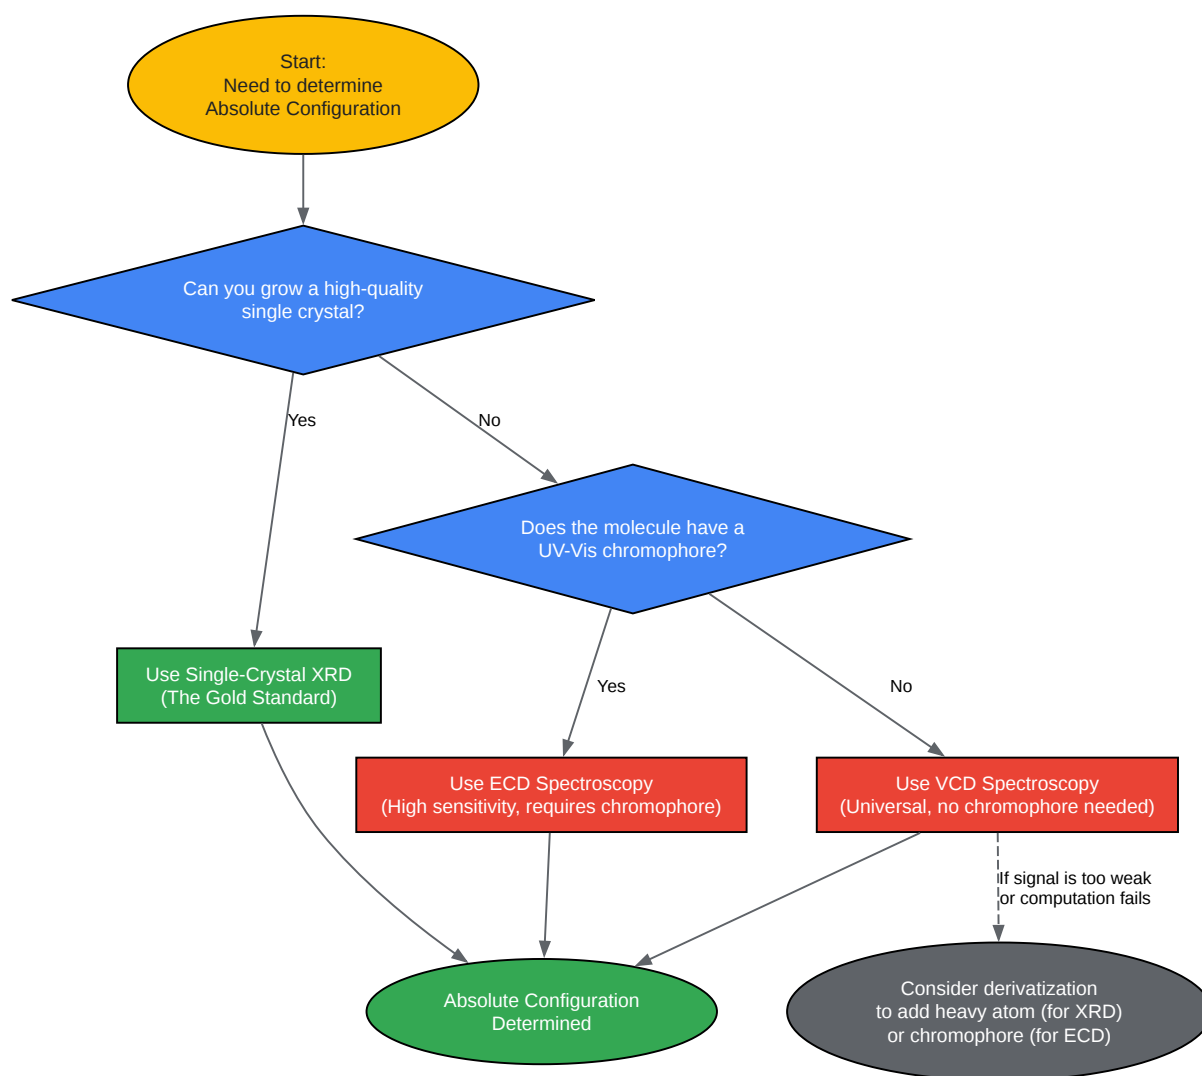 Start:
Need to determine
Absolute Configuration
Can you grow a high-quality
single crystal?
Yes
No
Does the molecule have a
UV-Vis chromophore?
Use Single-Crystal XRD
(The Gold Standard)
Yes
No
Use ECD Spectroscopy
(High sensitivity, requires chromophore)
Use VCD Spectroscopy
(Universal, no chromophore needed)
If signal is too weak
or computation fails
Absolute Configuration
Determined
Consider derivatization
to add heavy atom (for XRD)
or chromophore (for ECD)